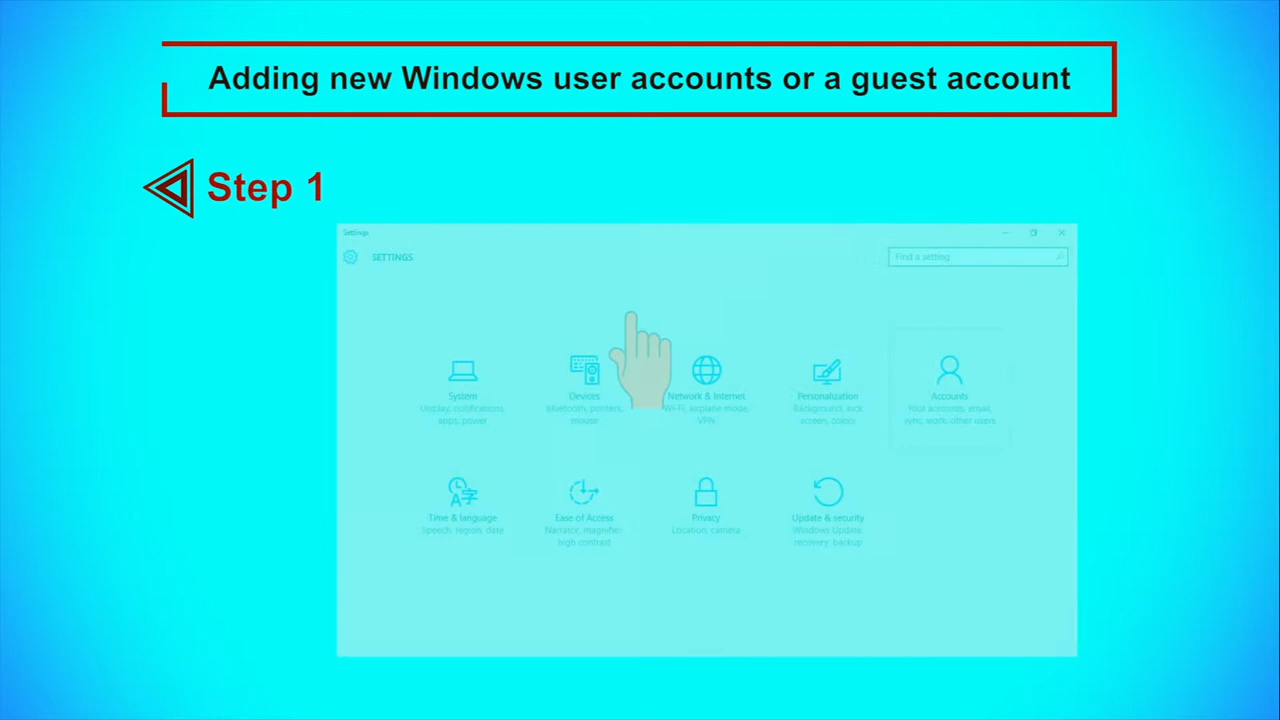 Adding new Windows user accounts or a guest account
Step 1
Settings
SETTINGS
Find a setting
System
Display, notifications,
apps, power
Devices
Bluetooth, printers,
mouse
Network & Internet
Wi-Fi, airplane mode,
VPN
Personalization
Background, lock
screen, colors
Accounts
Your accounts, email,
sync, work, other users
Time & language
Speech, region, date
Ease of Access
Narrator, magnifier,
high contrast
Privacy
Location, camera
Update & security
Windows Update,
recovery, backup